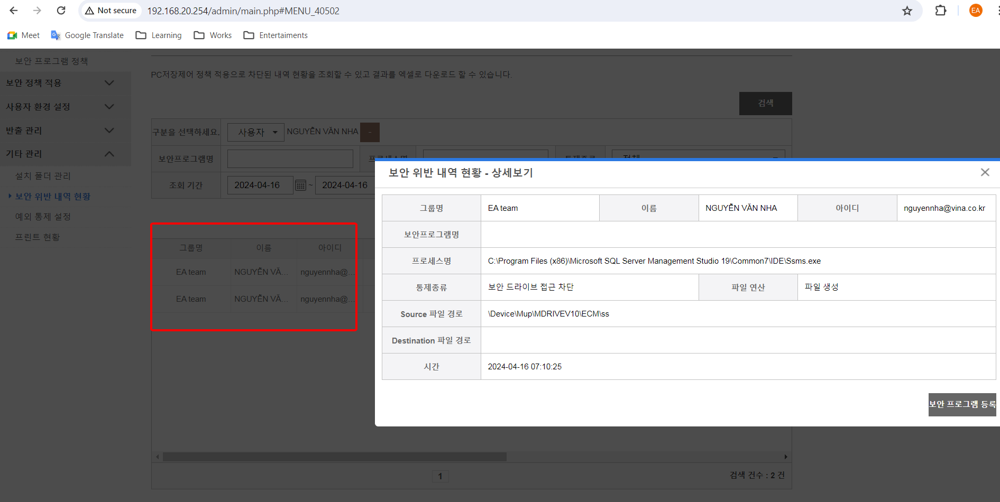 Not secure 192.168.20.254/admin/main.php#MENU_40502 EA
Meet Google Translate Learning Works Entertaiments
보안 프로그램 정책
보안 정책 적용
사용자 환경 설정
반출 관리
기타 관리
설치 폴더 관리
보안 위반 내역 현황
예외 통제 설정
프린트 현황
PC저장제어 정책 적용으로 차단된 내역 현황을 조회할 수 있고 결과를 엑셀로 다운로드 할 수 있습니다.
검색
구분을 선택하세요. 사용자 NGUYỄN VĂN NHA -
보안프로그램명 프로세스명 통제종류 전체
조회 기간 2024-04-16 ~ 2024-04-16
그룹명 이름 아이디
EA team NGUYỄN VĂ... nguyennha@...
EA team NGUYỄN VĂ... nguyennha@...
1 검색 건수 : 2 건
보안 위반 내역 현황 - 상세보기
그룹명 EA team 이름 NGUYỄN VĂN NHA 아이디 nguyennha@vina.co.kr
보안프로그램명
프로세스명 C:\Program Files (x86)\Microsoft SQL Server Management Studio 19\Common7\IDE\Ssms.exe
통제종류 보안 드라이브 접근 차단 파일 연산 파일 생성
Source 파일 경로 \Device\Mup\MDRIVEV10\ECM\ss
Destination 파일 경로
시간 2024-04-16 07:10:25
보안 프로그램 등록